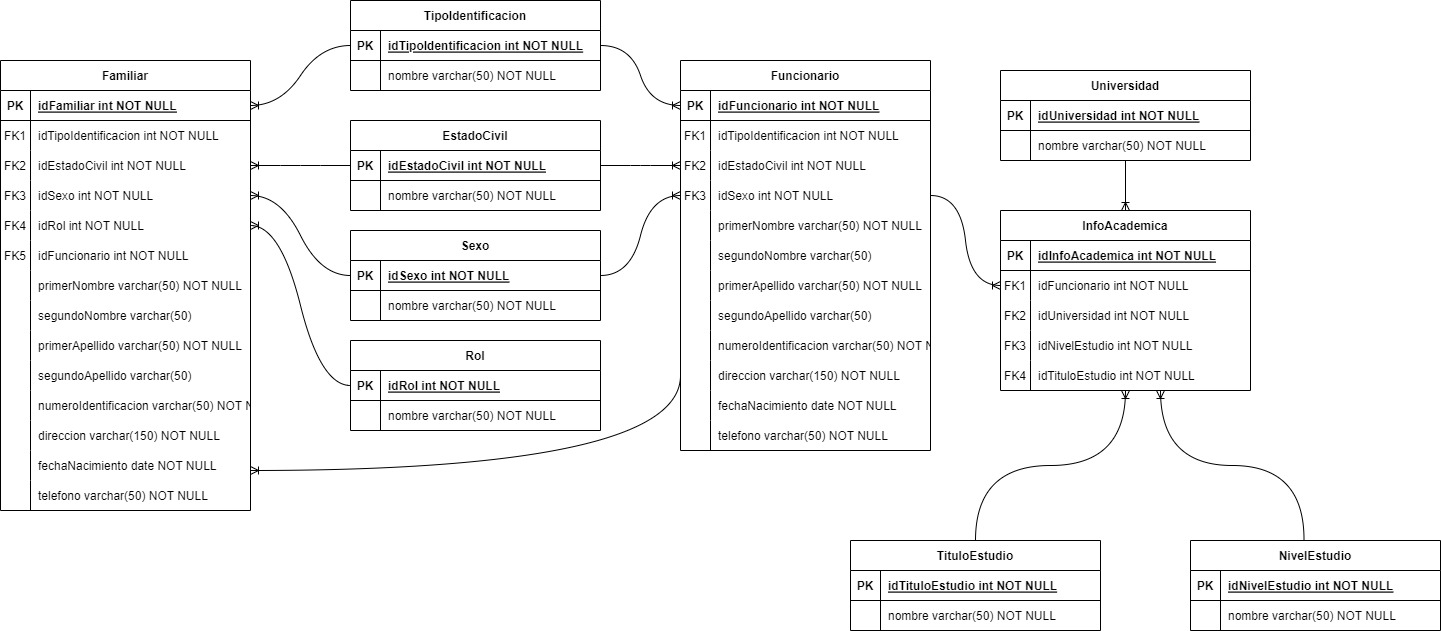 TipoIdentificacion
PK idTipoIdentificacion int NOT NULL
nombre varchar(50) NOT NULL
Familiar
PK idFamiliar int NOT NULL
FK1 idTipoIdentificacion int NOT NULL
FK2 idEstadoCivil int NOT NULL
FK3 idSexo int NOT NULL
FK4 idRol int NOT NULL
FK5 idFuncionario int NOT NULL
primerNombre varchar(50) NOT NULL
segundoNombre varchar(50)
primerApellido varchar(50) NOT NULL
segundoApellido varchar(50)
numeroIdentificacion varchar(50) NOT N
direccion varchar(150) NOT NULL
fechaNacimiento date NOT NULL
telefono varchar(50) NOT NULL
EstadoCivil
PK idEstadoCivil int NOT NULL
nombre varchar(50) NOT NULL
Sexo
PK idSexo int NOT NULL
nombre varchar(50) NOT NULL
Rol
PK idRol int NOT NULL
nombre varchar(50) NOT NULL
Funcionario
PK idFuncionario int NOT NULL
FK1 idTipoIdentificacion int NOT NULL
FK2 idEstadoCivil int NOT NULL
FK3 idSexo int NOT NULL
primerNombre varchar(50) NOT NULL
segundoNombre varchar(50)
primerApellido varchar(50) NOT NULL
segundoApellido varchar(50)
numeroIdentificacion varchar(50) NOT N
direccion varchar(150) NOT NULL
fechaNacimiento date NOT NULL
telefono varchar(50) NOT NULL
Universidad
PK idUniversidad int NOT NULL
nombre varchar(50) NOT NULL
InfoAcademica
PK idInfoAcademica int NOT NULL
FK1 idFuncionario int NOT NULL
FK2 idUniversidad int NOT NULL
FK3 idNivelEstudio int NOT NULL
FK4 idTituloEstudio int NOT NULL
TituloEstudio
PK idTituloEstudio int NOT NULL
nombre varchar(50) NOT NULL
NivelEstudio
PK idNivelEstudio int NOT NULL
nombre varchar(50) NOT NULL